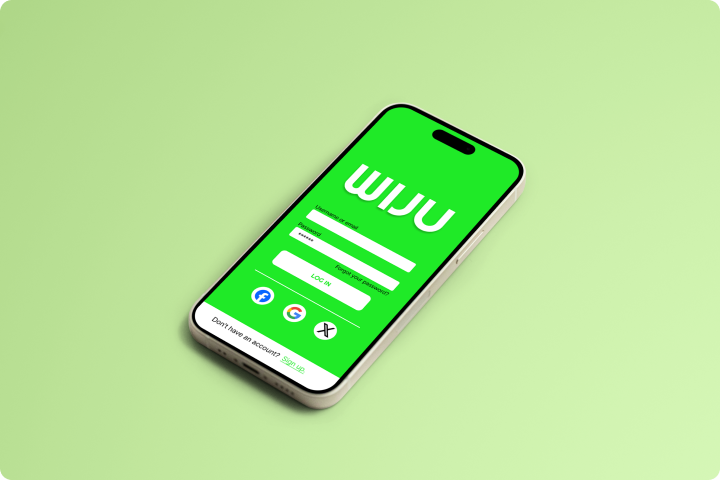 WIJU
Username or email
Password
••••••
Forgot your password?
LOG IN
Don't have an account? Sign up.